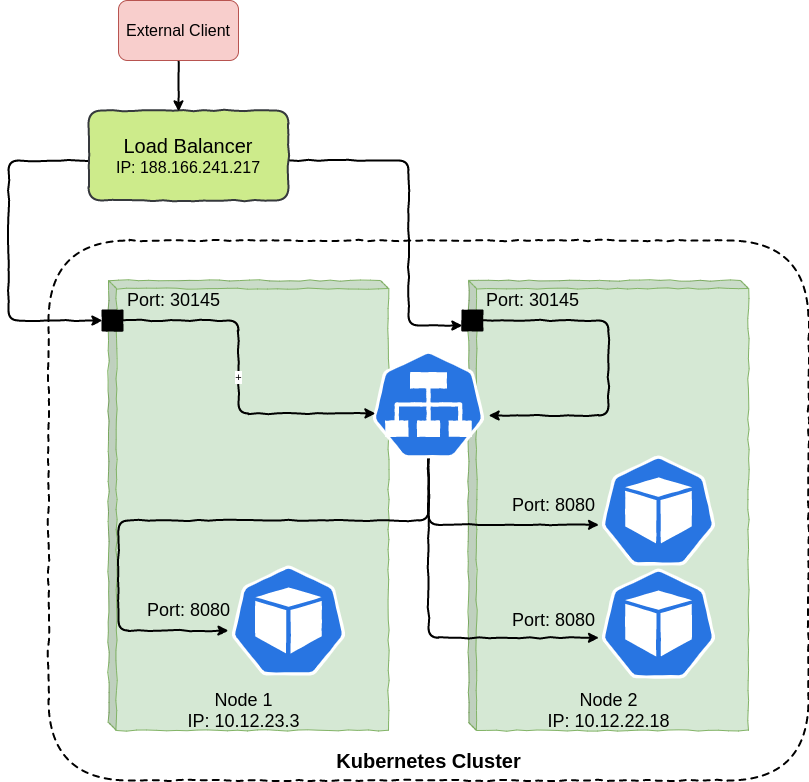 External Client
Load Balancer
IP: 188.166.241.217
Port: 30145
Port: 30145
+
Port: 8080
Port: 8080
Port: 8080
Node 1
IP: 10.12.23.3
Node 2
IP: 10.12.22.18
Kubernetes Cluster